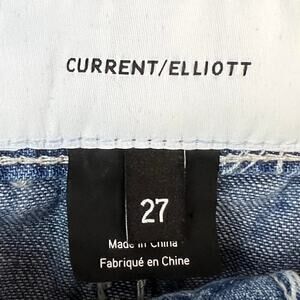 CURRENT/ELLIOTT
27
Made in China
Fabriqué en Chine